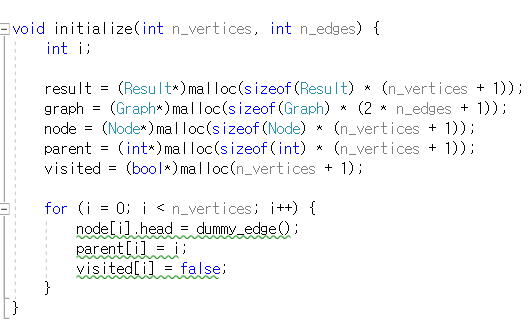 void initialize(int n_vertices, int n_edges) {
    int i;

    result = (Result*)malloc(sizeof(Result) * (n_vertices + 1));
    graph = (Graph*)malloc(sizeof(Graph) * (2 * n_edges + 1));
    node = (Node*)malloc(sizeof(Node) * (n_vertices + 1));
    parent = (int*)malloc(sizeof(int) * (n_vertices + 1));
    visited = (bool*)malloc(n_vertices + 1);

    for (i = 0; i < n_vertices; i++) {
        node[i].head = dummy_edge();
        parent[i] = i;
        visited[i] = false;
    }
}